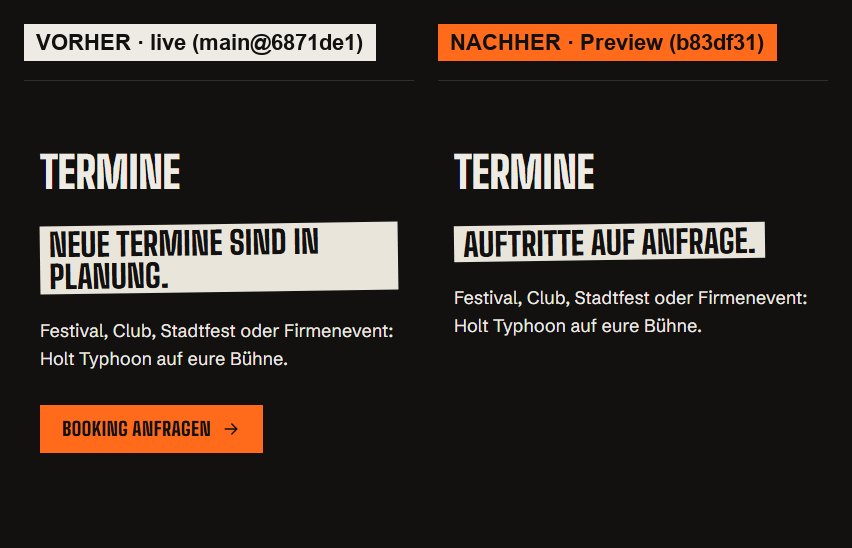 VORHER · live (main@6871de1)
TERMINE
NEUE TERMINE SIND IN
PLANUNG.
Festival, Club, Stadtfest oder Firmenevent:
Holt Typhoon auf eure Bühne.
BOOKING ANFRAGEN →
NACHHER · Preview (b83df31)
TERMINE
AUFTRITTE AUF ANFRAGE.
Festival, Club, Stadtfest oder Firmenevent:
Holt Typhoon auf eure Bühne.